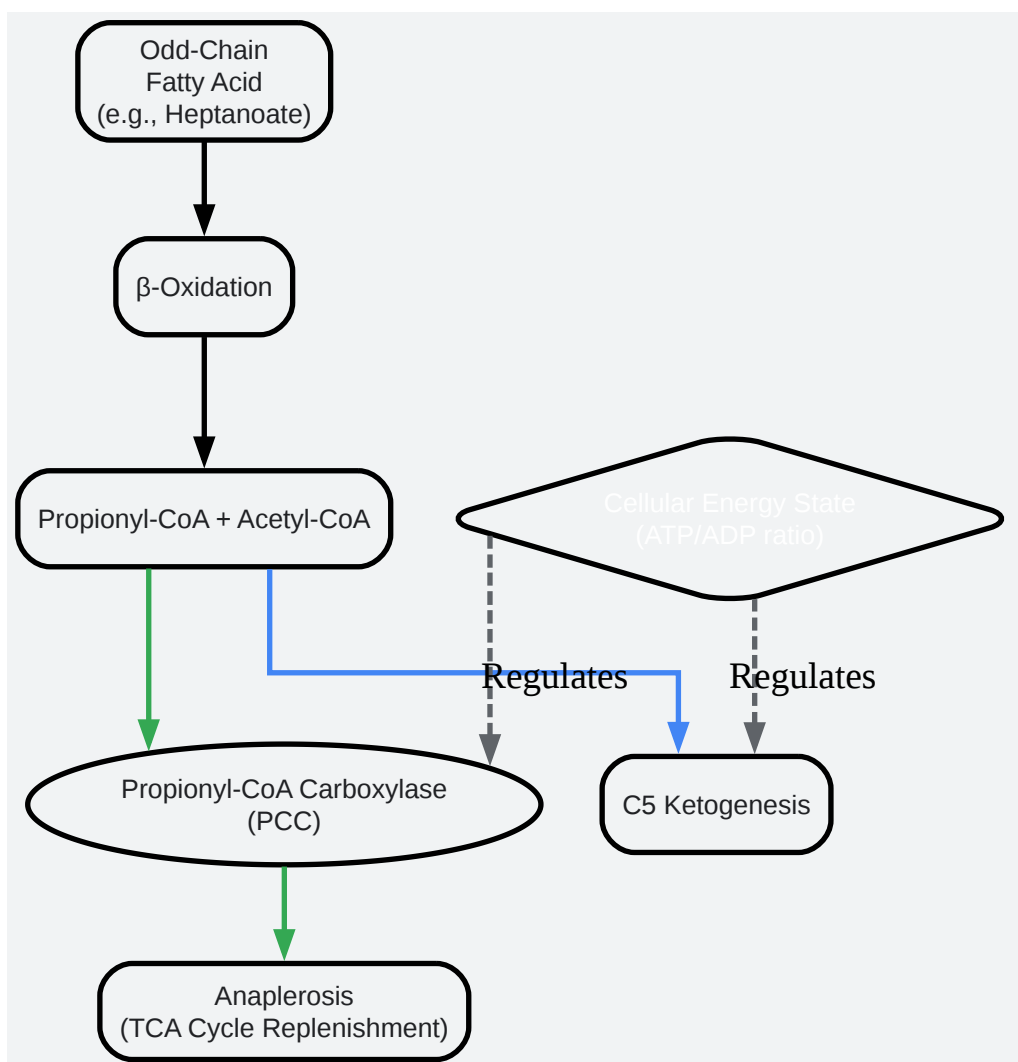 Odd-Chain
Fatty Acid
(e.g., Heptanoate)
β-Oxidation
Propionyl-CoA + Acetyl-CoA
Cellular Energy State
(ATP/ADP ratio)
Regulates
Regulates
Propionyl-CoA Carboxylase
(PCC)
C5 Ketogenesis
Anaplerosis
(TCA Cycle Replenishment)